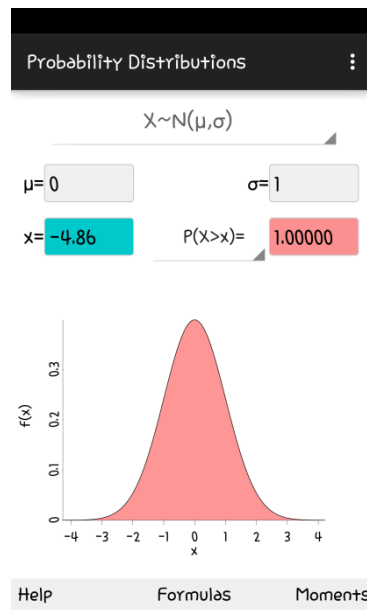 Probability Distributions
X~N(μ,σ)
μ= 0 σ= 1
x= -4.86 P(X>x)= 1.00000
0.3
0.2
0.1
0
f(x)
-4 -3 -2 -1 0 1 2 3 4
x
Help Formulas Moments